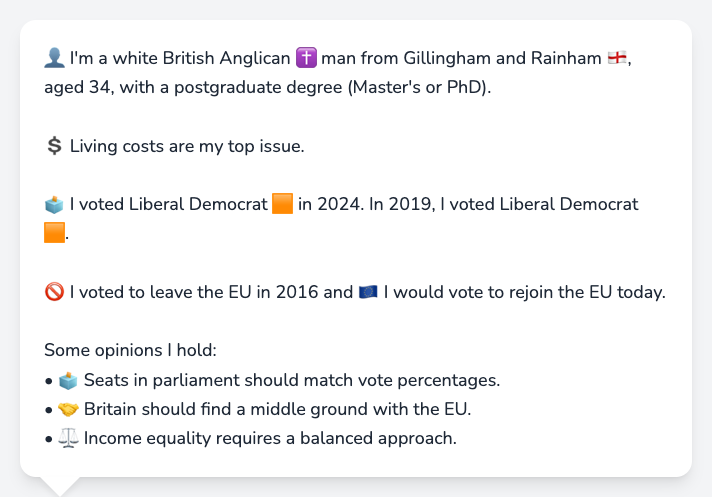 👤 I'm a white British Anglican ✝️ man from Gillingham and Rainham 🏴󠁧󠁢󠁥󠁮󠁧󠁿,
aged 34, with a postgraduate degree (Master's or PhD).
💲 Living costs are my top issue.
🗳️ I voted Liberal Democrat 🟧 in 2024. In 2019, I voted Liberal Democrat
🟧.
🚫 I voted to leave the EU in 2016 and 🇪🇺 I would vote to rejoin the EU today.
Some opinions I hold:
• 🗳️ Seats in parliament should match vote percentages.
• 🤝 Britain should find a middle ground with the EU.
• ⚖️ Income equality requires a balanced approach.